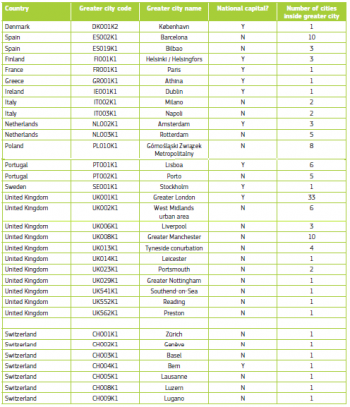 Country Greater city code Greater city name National capital? Number of cities
inside greater city
Denmark DK001K2 København Y 1
Spain ES002K1 Barcelona N 10
Spain ES019K1 Bilbao N 3
Finland FI001K1 Helsinki / Helsingfors Y 3
France FR001K1 Paris Y 1
Greece GR001K1 Athina Y 1
Ireland IE001K1 Dublin Y 1
Italy IT002K1 Milano N 2
Italy IT003K1 Napoli N 2
Netherlands NL002K1 Amsterdam Y 3
Netherlands NL003K1 Rotterdam N 5
Poland PL010K1 Górnośląski Związek N 8
Metropolitalny
Portugal PT001K1 Lisboa Y 6
Portugal PT002K1 Porto N 5
Sweden SE001K1 Stockholm Y 1
United Kingdom UK001K1 Greater London Y 33
United Kingdom UK002K1 West Midlands N 6
urban area
United Kingdom UK006K1 Liverpool N 3
United Kingdom UK008K1 Greater Manchester N 10
United Kingdom UK013K1 Tyneside conurbation N 4
United Kingdom UK014K1 Leicester N 1
United Kingdom UK023K1 Portsmouth N 2
United Kingdom UK029K1 Greater Nottingham N 1
United Kingdom UK541K1 Southend-on-Sea N 1
United Kingdom UK552K1 Reading N 1
United Kingdom UK562K1 Preston N 1
Switzerland CH001K1 Zürich N 1
Switzerland CH002K1 Genève N 1
Switzerland CH003K1 Basel N 1
Switzerland CH004K1 Bern Y 1
Switzerland CH005K1 Lausanne N 1
Switzerland CH008K1 Luzern N 1
Switzerland CH009K1 Lugano N 1